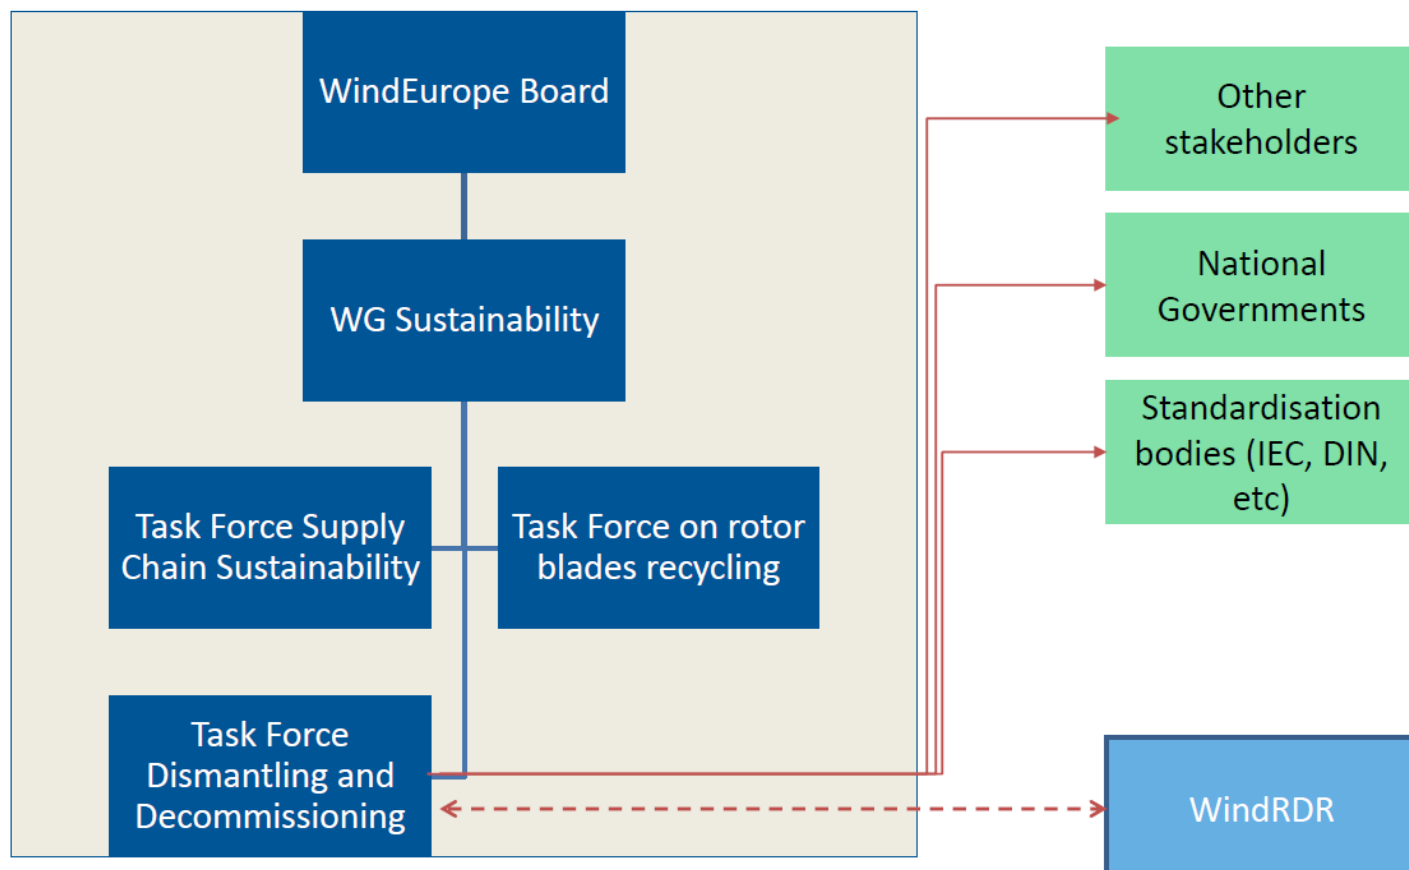 WindEurope Board
WG Sustainability
Task Force Supply
Chain Sustainability
Task Force on rotor
blades recycling
Task Force
Dismantling and
Decommissioning
Other
stakeholders
National
Governments
Standardisation
bodies (IEC, DIN,
etc)
WindRDR